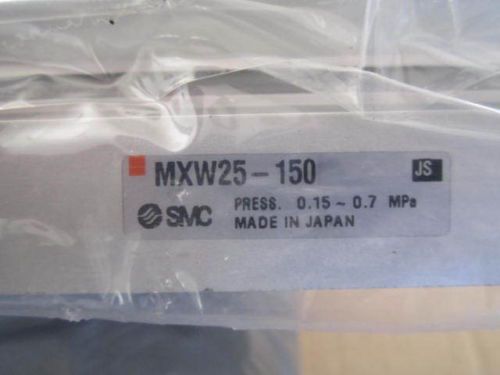 MXW25-150 JS
SMC PRESS. 0.15~0.7 MPa
MADE IN JAPAN